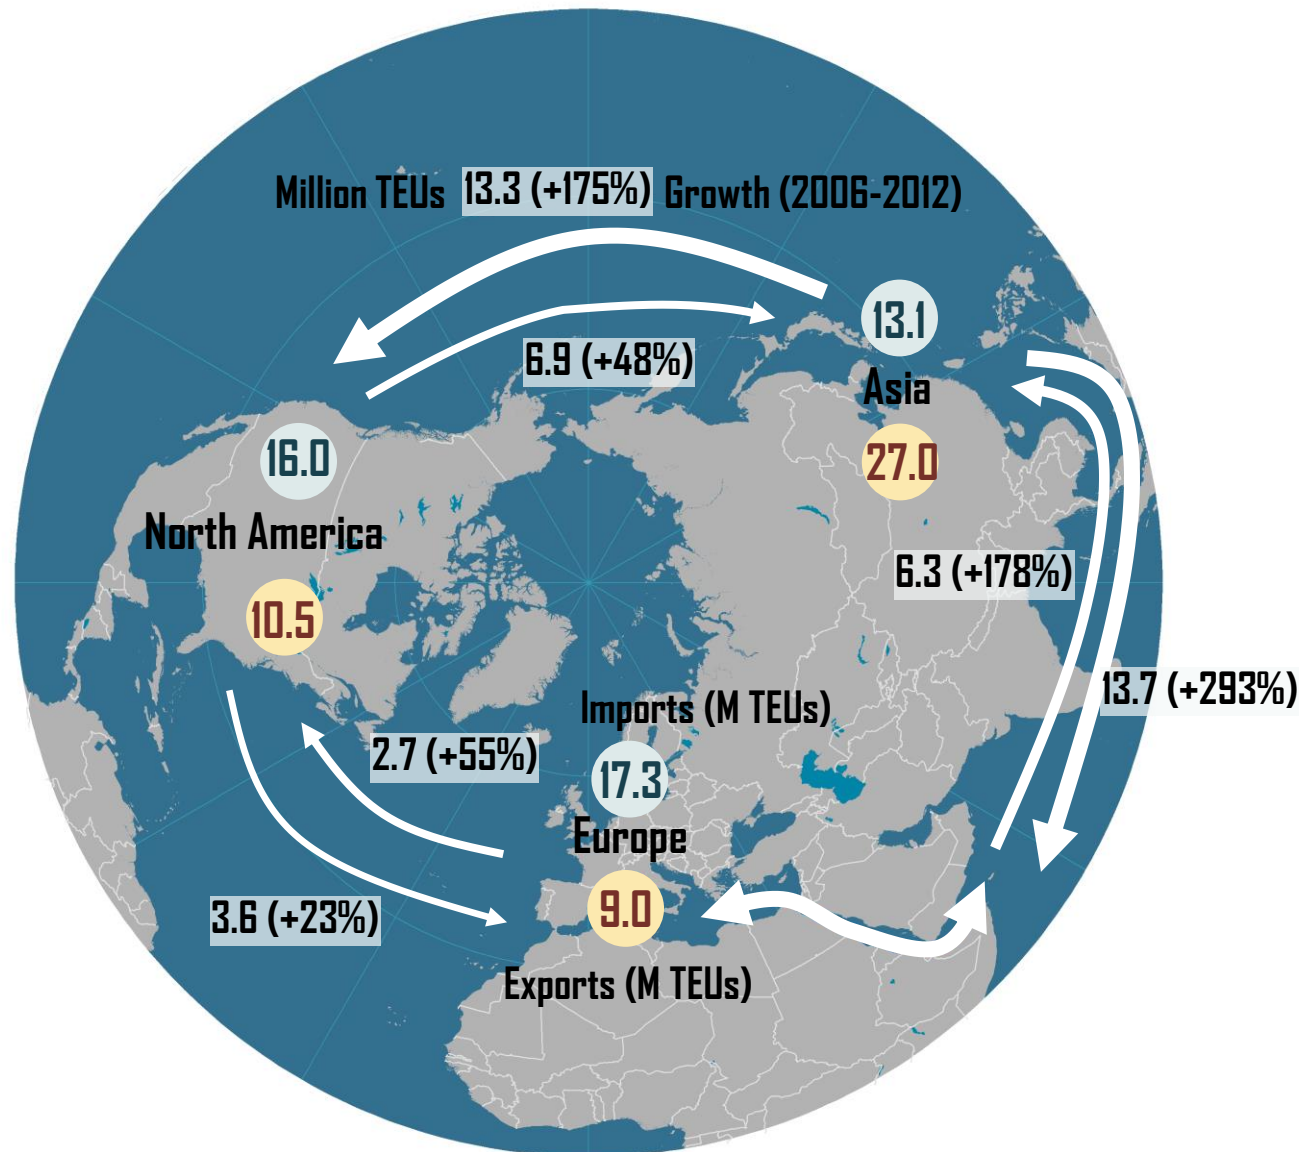 Million TEUs 13.3 (+175%) Growth (2006-2012)
6.9 (+48%)
13.1
Asia
27.0
16.0
North America
10.5
6.3 (+178%)
13.7 (+293%)
Imports (M TEUs)
2.7 (+55%)
17.3
Europe
9.0
3.6 (+23%)
Exports (M TEUs)